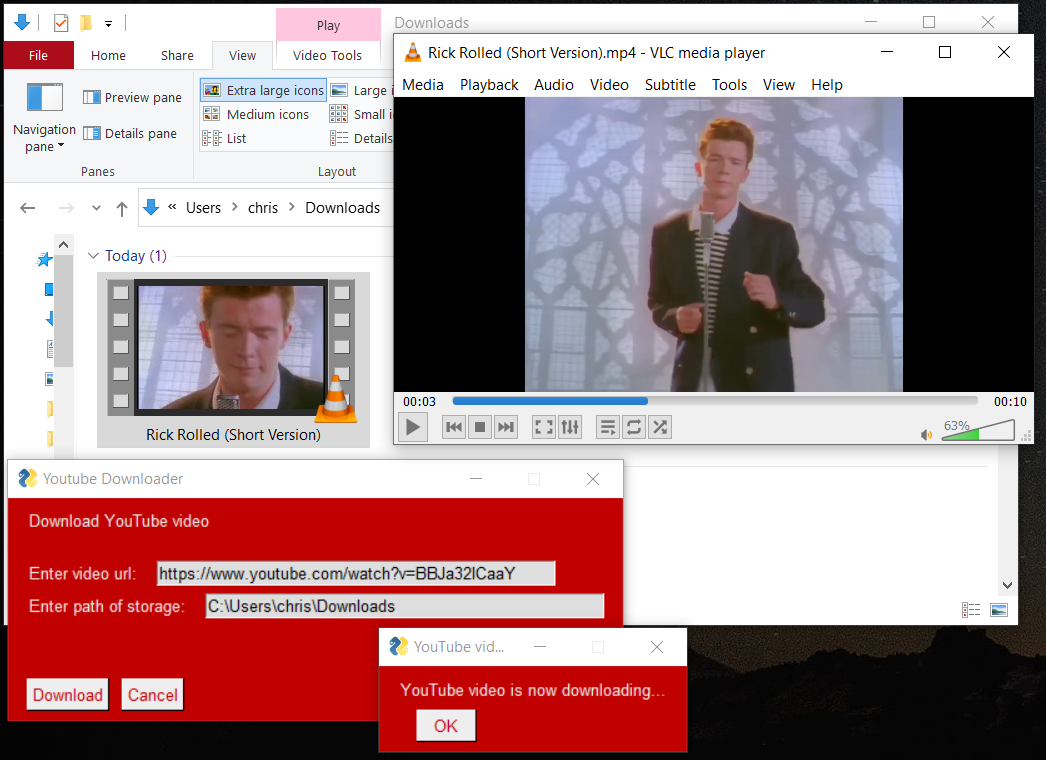 Play
Downloads
File
Home
Share
View
Video Tools
Navigation
pane
Preview pane
Details pane
Panes
Extra large icons
Large i
Medium icons
Small i
List
Details
Layout
« Users > chris > Downloads
Today (1)
Rick Rolled (Short Version)
Rick Rolled (Short Version).mp4 - VLC media player
Media Playback Audio Video Subtitle Tools View Help
00:03
00:10
63%
Youtube Downloader
Download YouTube video
Enter video url: https://www.youtube.com/watch?v=BBJa32lCaaY
Enter path of storage: C:\Users\chris\Downloads
Download
Cancel
YouTube vid...
YouTube video is now downloading...
OK